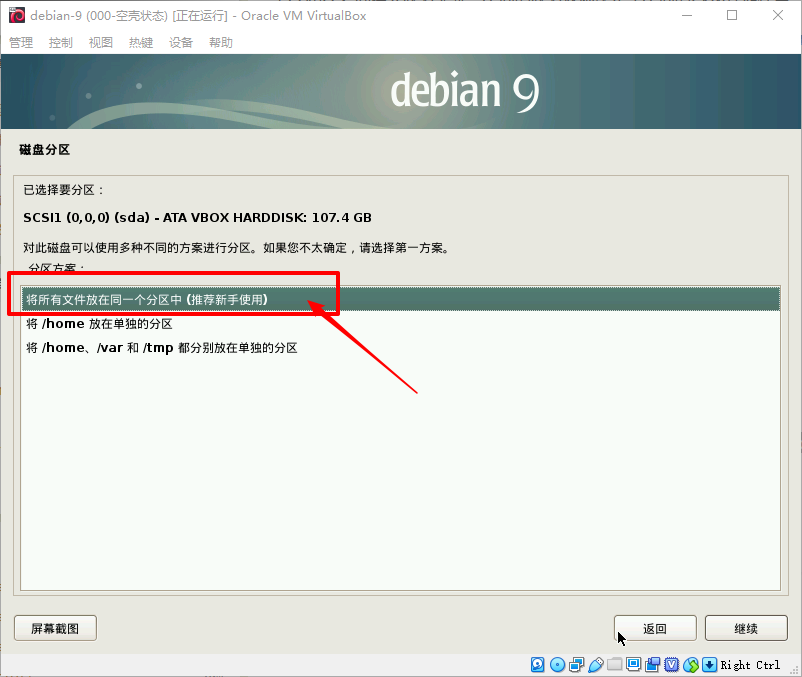 debian-9 (000-空壳状态) [正在运行] - Oracle VM VirtualBox
管理 控制 视图 热键 设备 帮助
debian 9
磁盘分区
已选择要分区：
SCSI1 (0,0,0) (sda) - ATA VBOX HARDDISK: 107.4 GB
对此磁盘可以使用多种不同的方案进行分区。如果您不太确定，请选择第一方案。
分区方案：
将所有文件放在同一个分区中 (推荐新手使用)
将 /home 放在单独的分区
将 /home、/var 和 /tmp 都分别放在单独的分区
屏幕截图 返回 继续
Right Ctrl